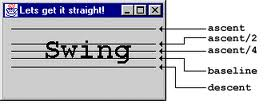 Lets get it straight!
ascent
ascent/2
Swing
ascent/4
baseline
descent